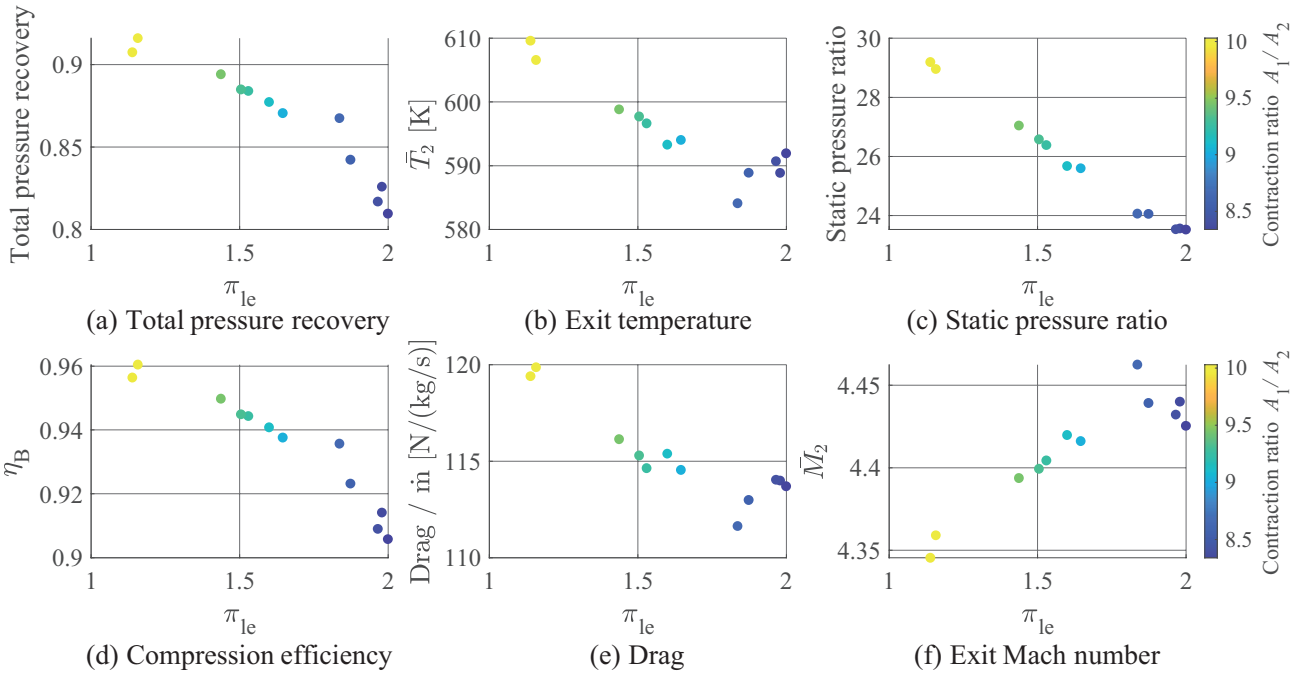 Total pressure recovery
0.9
0.85
0.8
1
1.5
2
π_le
(a) Total pressure recovery
T̄_2 [K]
610
600
590
580
1
1.5
2
π_le
(b) Exit temperature
Static pressure ratio
30
28
26
24
1
1.5
2
π_le
(c) Static pressure ratio
10
9.5
9
8.5
Contraction ratio A_1/A_2
η_B
0.96
0.94
0.92
0.9
1
1.5
2
π_le
(d) Compression efficiency
Drag / ṁ [N/(kg/s)]
120
115
110
1
1.5
2
π_le
(e) Drag
M̄_2
4.45
4.4
4.35
1
1.5
2
π_le
(f) Exit Mach number
10
9.5
9
8.5
Contraction ratio A_1/A_2